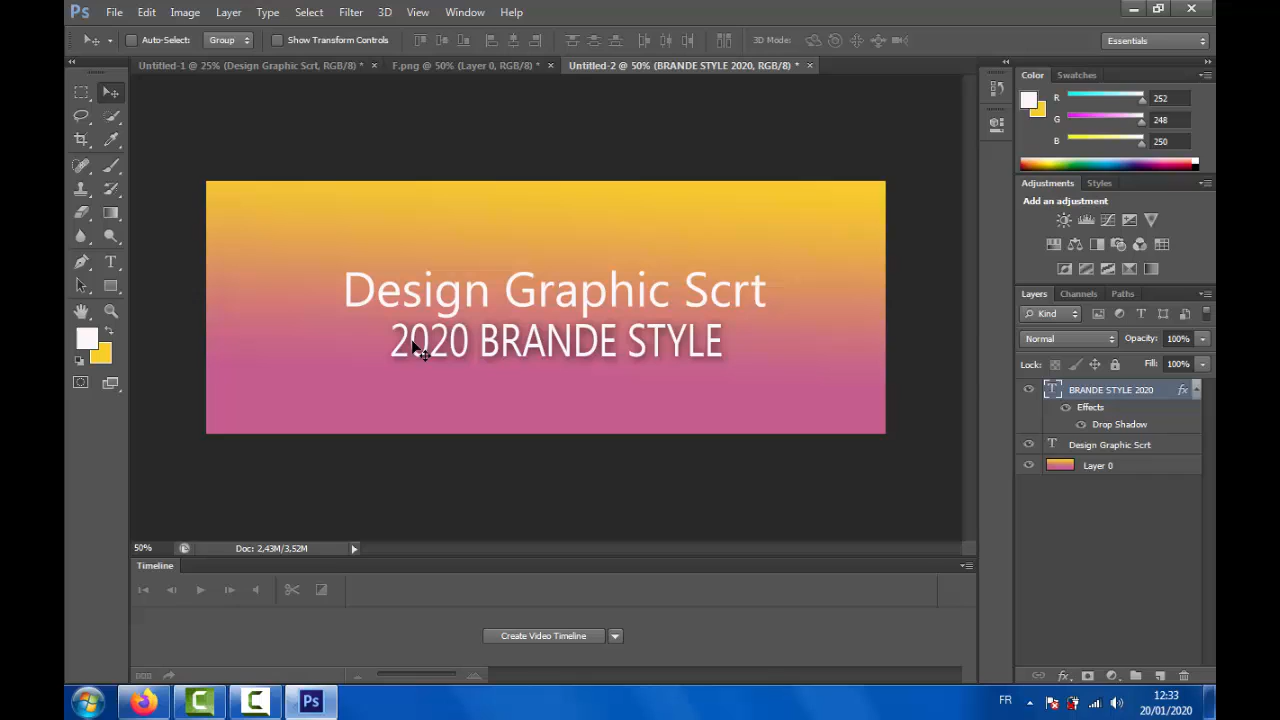 Ps File Edit Image Layer Type Select Filter 3D View Window Help
Auto-Select: Group Show Transform Controls 3D Mode: Essentials
Untitled-1 @ 25% (Design Graphic Scrt, RGB/8) * × F.png @ 50% (Layer 0, RGB/8) * × Untitled-2 @ 50% (BRANDE STYLE 2020, RGB/8) * ×
Color Swatches
R 252
G 248
B 250
Adjustments Styles
Add an adjustment
Design Graphic Scrt
2020 BRANDE STYLE
Layers Channels Paths
Kind
Normal Opacity: 100%
Lock: Fill: 100%
T BRANDE STYLE 2020 fx
Effects
Drop Shadow
T Design Graphic Scrt
Layer 0
50% Doc: 2,43M/3,52M
Timeline
Create Video Timeline
fx
Ps FR 12:33
20/01/2020